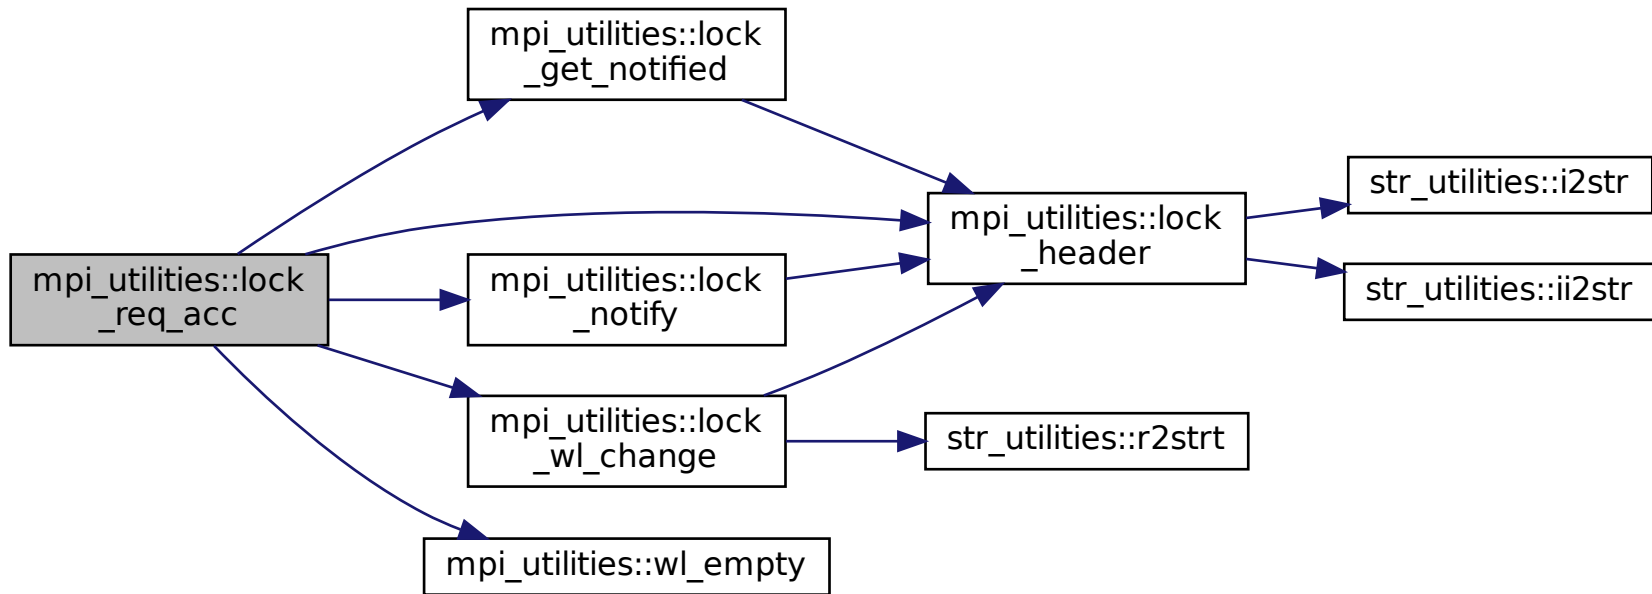 mpi_utilities::lock
_get_notified
str_utilities::i2str
mpi_utilities::lock
_header
mpi_utilities::lock
_req_acc
mpi_utilities::lock
_notify
str_utilities::ii2str
mpi_utilities::lock
_wl_change
str_utilities::r2strt
mpi_utilities::wl_empty